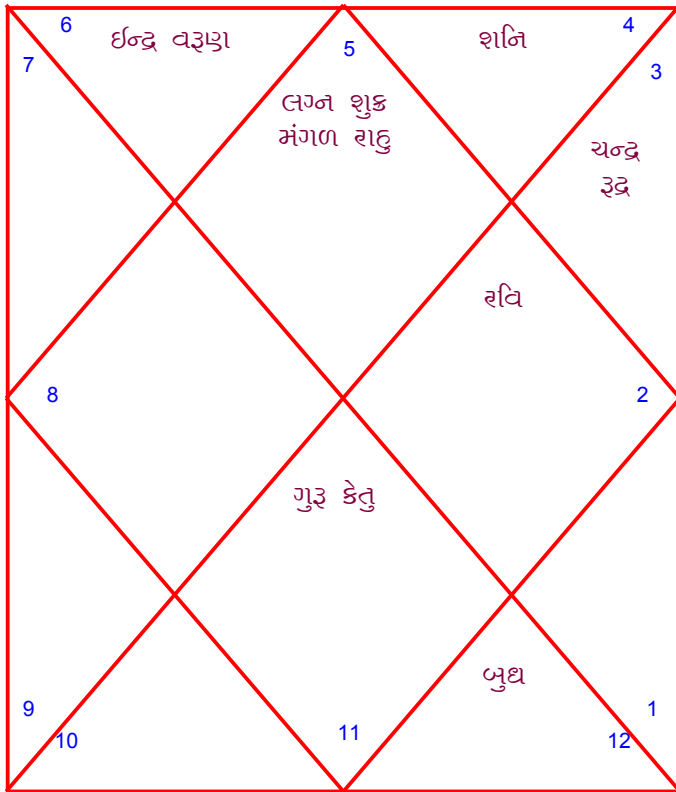 6
ઈન્દ્ર વરૂણ
5
શનિ
4
7
3
લગ્ન શુક્ર
મંગળ રાહુ
ચન્દ્ર
રૂદ્ર
રવિ
8
2
ગુરૂ કેતુ
બુધ
9
1
10
11
12